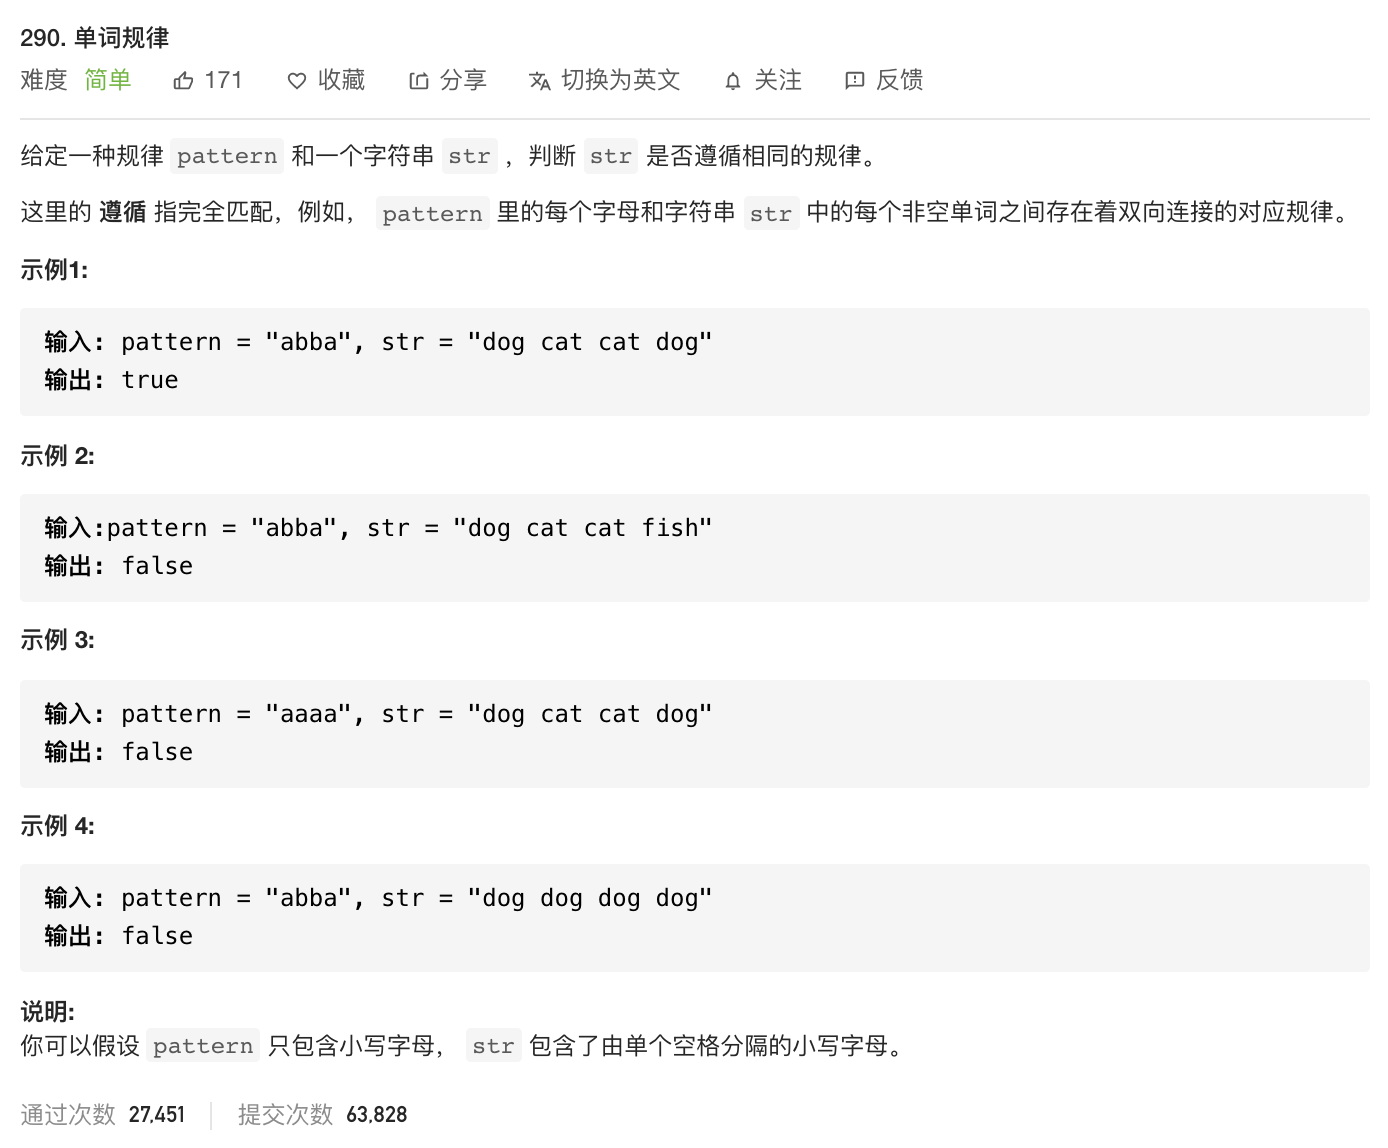 290. 单词规律
难度 简单 171 收藏 分享 切换为英文 关注 反馈
给定一种规律 pattern 和一个字符串 str ，判断 str 是否遵循相同的规律。
这里的 遵循 指完全匹配，例如， pattern 里的每个字母和字符串 str 中的每个非空单词之间存在着双向连接的对应规律。
示例1:
输入: pattern = "abba", str = "dog cat cat dog"
输出: true
示例 2:
输入:pattern = "abba", str = "dog cat cat fish"
输出: false
示例 3:
输入: pattern = "aaaa", str = "dog cat cat dog"
输出: false
示例 4:
输入: pattern = "abba", str = "dog dog dog dog"
输出: false
说明:
你可以假设 pattern 只包含小写字母， str 包含了由单个空格分隔的小写字母。
通过次数 27,451 提交次数 63,828